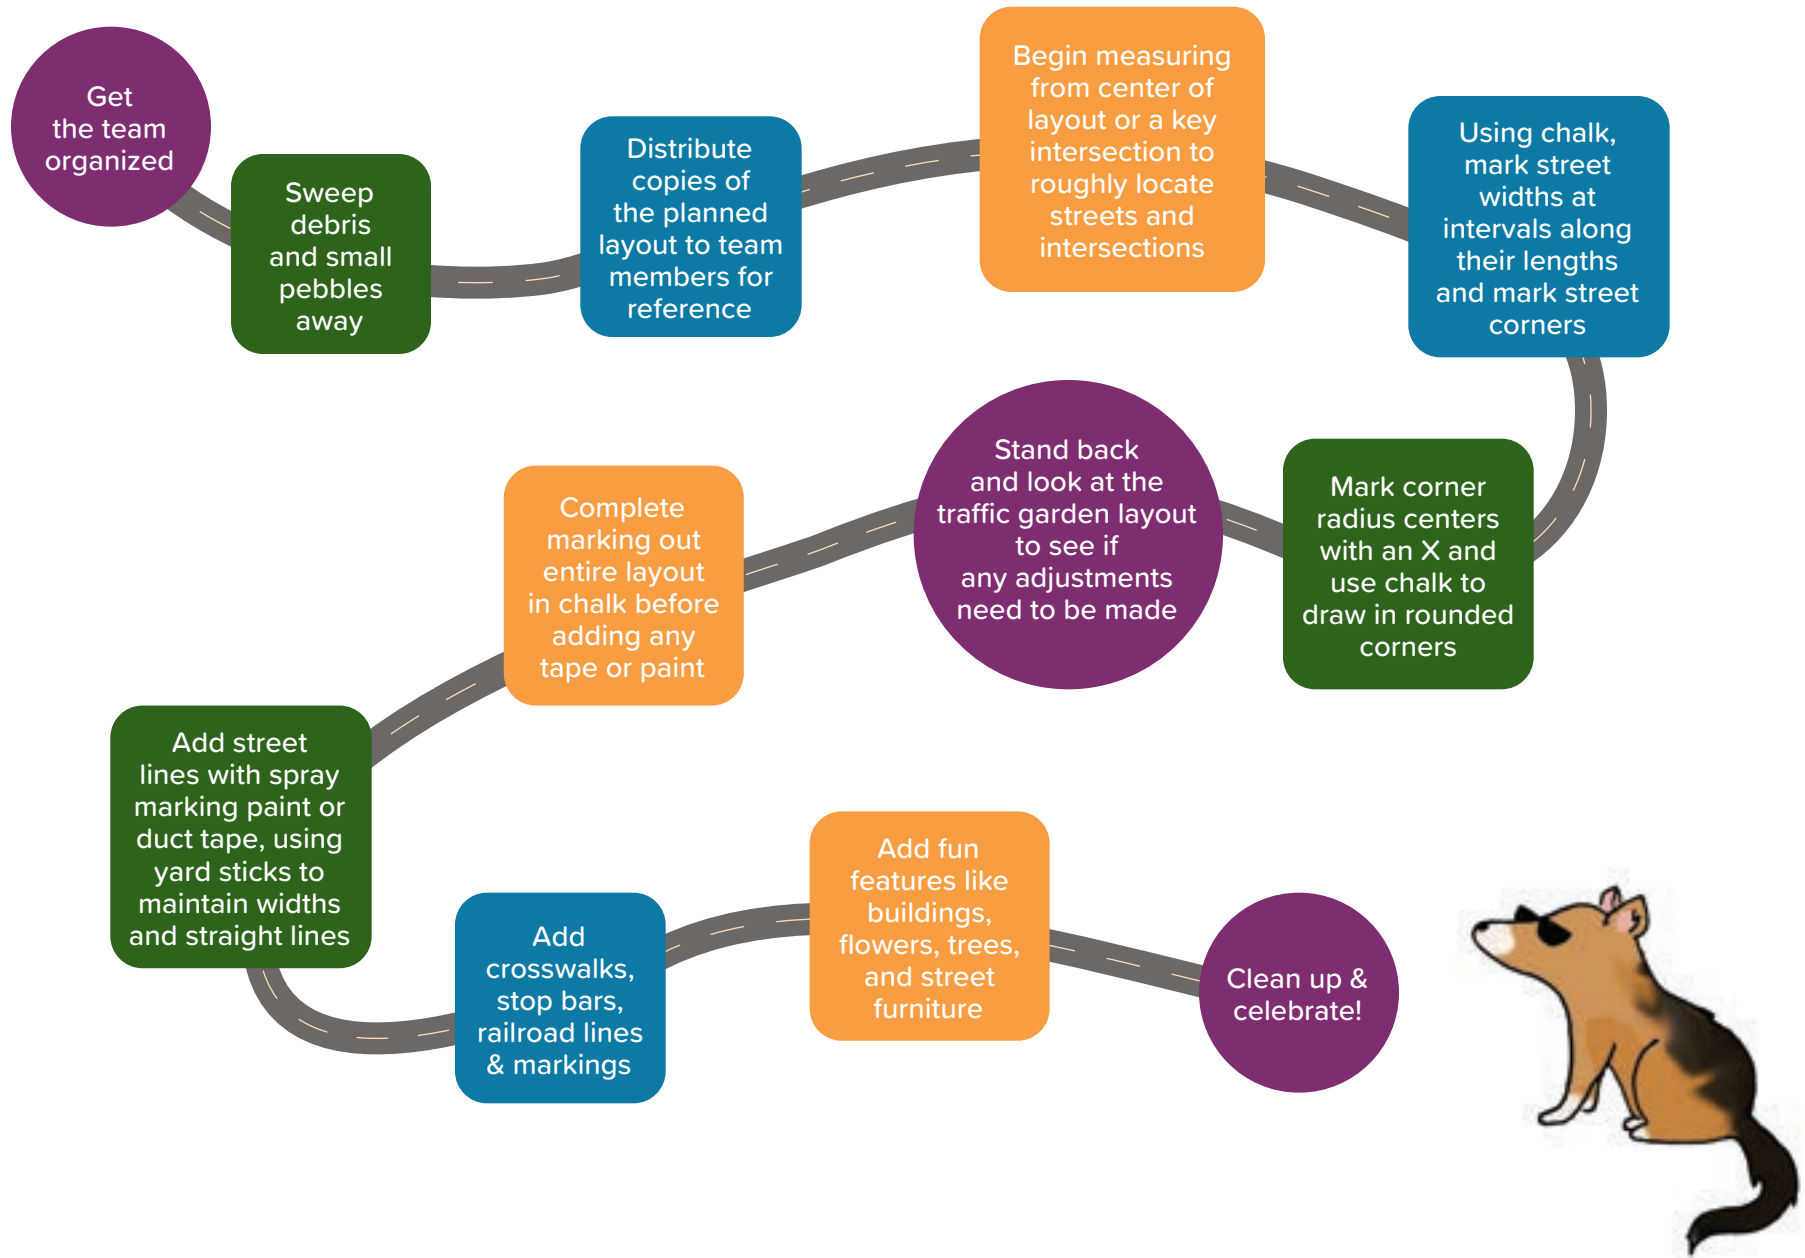 Get
the team
organized
Sweep
debris
and small
pebbles
away
Distribute
copies of
the planned
layout to team
members for
reference
Begin measuring
from center of
layout or a key
intersection to
roughly locate
streets and
intersections
Using chalk,
mark street
widths at
intervals along
their lengths
and mark street
corners
Mark corner
radius centers
with an X and
use chalk to
draw in rounded
corners
Stand back
and look at the
traffic garden layout
to see if
any adjustments
need to be made
Complete
marking out
entire layout
in chalk before
adding any
tape or paint
Add street
lines with spray
marking paint or
duct tape, using
yard sticks to
maintain widths
and straight lines
Add
crosswalks,
stop bars,
railroad lines
& markings
Add fun
features like
buildings,
flowers, trees,
and street
furniture
Clean up &
celebrate!